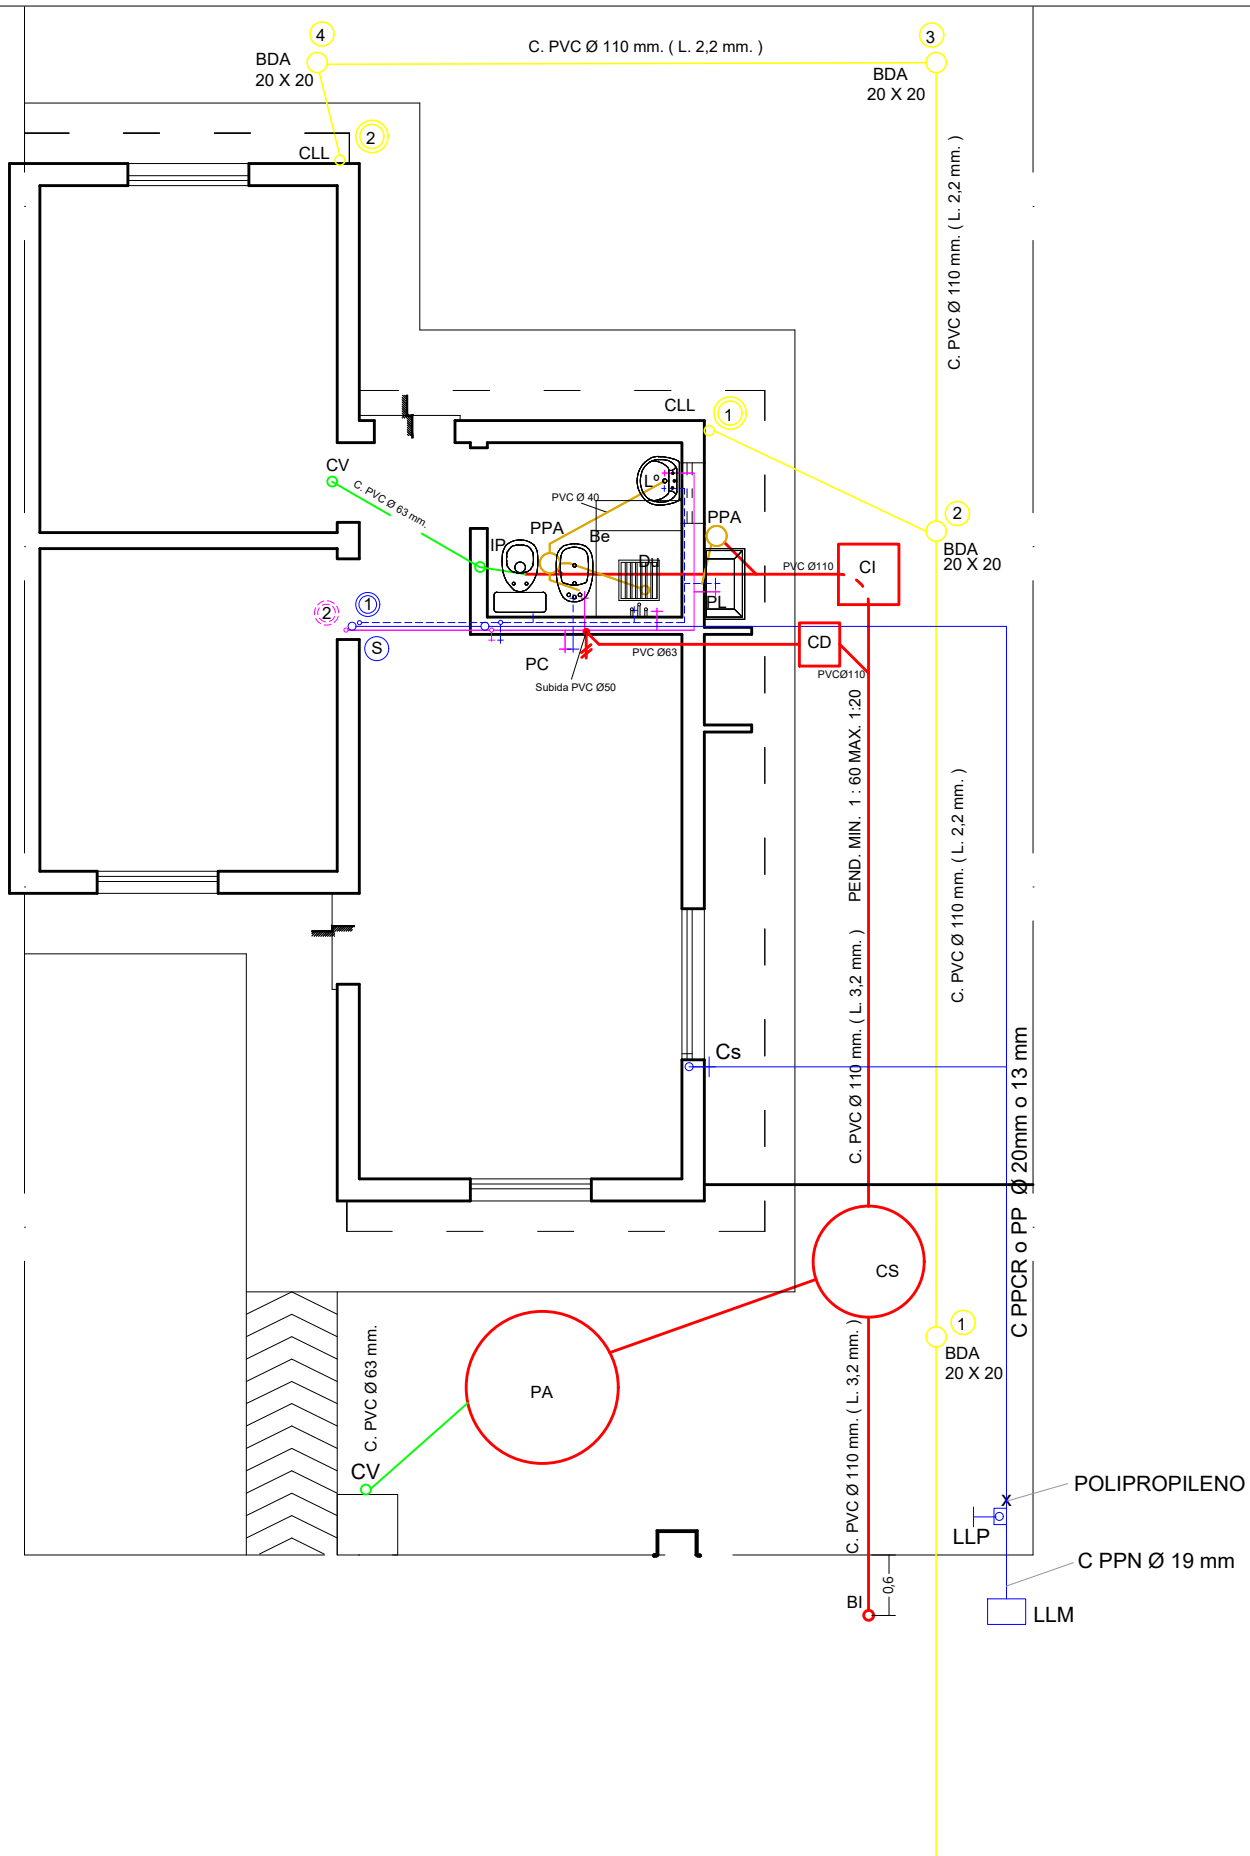 4
C. PVC Ø 110 mm. ( L. 2,2 mm. )
3
BDA
20 X 20
BDA
20 X 20
CLL
2
C. PVC Ø 110 mm. ( L. 2,2 mm. )
CLL
1
CV
C. PVC Ø 63 mm.
Lº
PVC Ø 40
PPA
Be
PPA
2
BDA
20 X 20
IP
Du
PVC Ø110
CI
PL
2
1
S
PC
PVC Ø63
CD
Subida PVC Ø50
PVCØ110
C. PVC Ø 110 mm. ( L. 3,2 mm. ) PEND. MIN. 1 : 60 MAX. 1:20
C. PVC Ø 110 mm. ( L. 2,2 mm. )
Cs
C PPCR o PP Ø 20mm o 13 mm
CS
1
BDA
20 X 20
C. PVC Ø 63 mm.
PA
C. PVC Ø 110 mm. ( L. 3,2 mm. )
CV
X
POLIPROPILENO
LLP
C PPN Ø 19 mm
0,6
BI
LLM